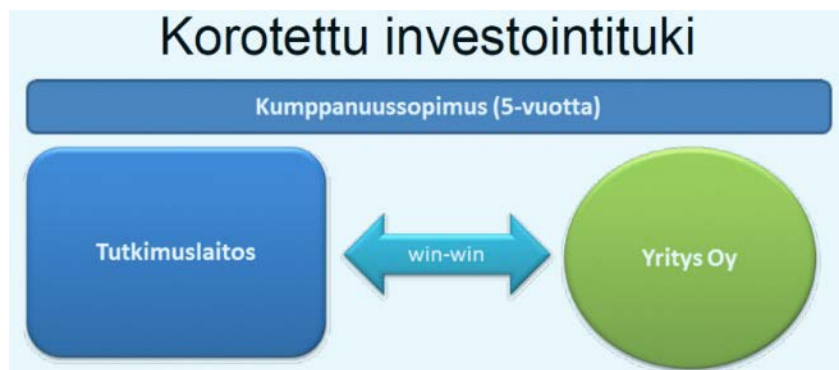 Korotettu investointituki
Kumppanuussopimus (5-vuotta)
Tutkimuslaitos
win-win
Yritys Oy